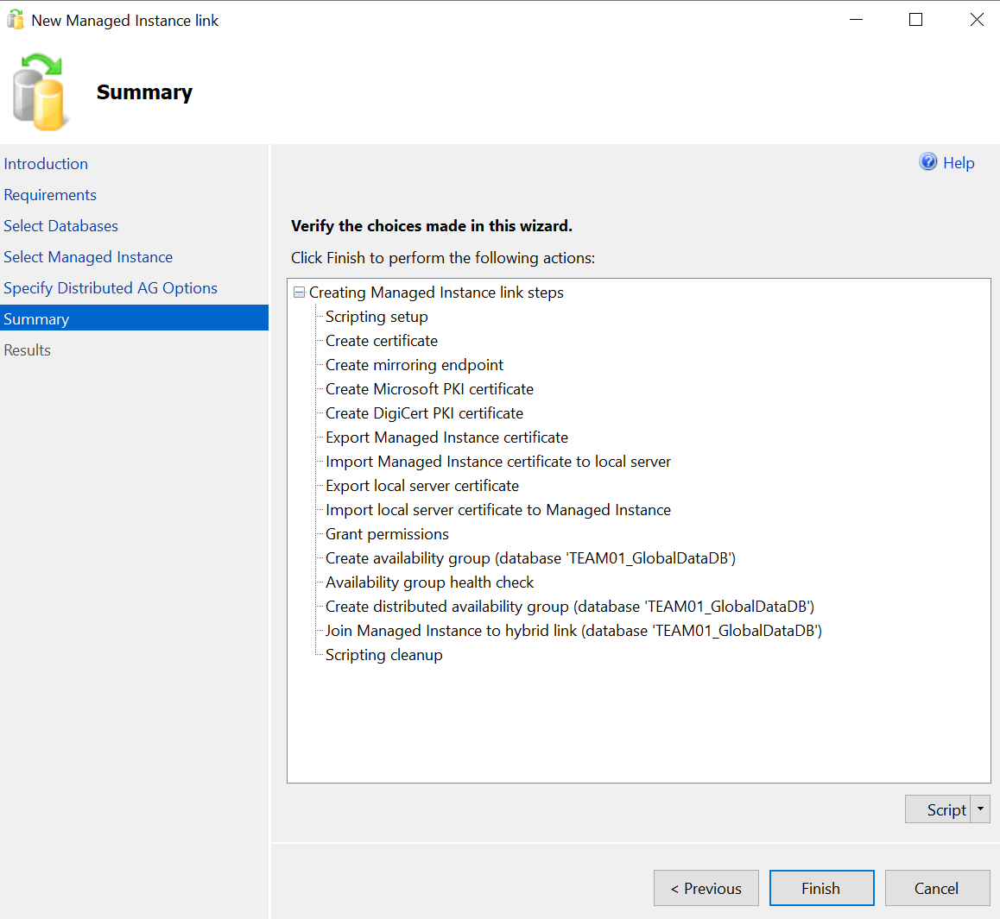 New Managed Instance link
Summary
Introduction
Requirements
Select Databases
Select Managed Instance
Specify Distributed AG Options
Summary
Results
Help
Verify the choices made in this wizard.
Click Finish to perform the following actions:
Creating Managed Instance link steps
Scripting setup
Create certificate
Create mirroring endpoint
Create Microsoft PKI certificate
Create DigiCert PKI certificate
Export Managed Instance certificate
Import Managed Instance certificate to local server
Export local server certificate
Import local server certificate to Managed Instance
Grant permissions
Create availability group (database 'TEAM01_GlobalDataDB')
Availability group health check
Create distributed availability group (database 'TEAM01_GlobalDataDB')
Join Managed Instance to hybrid link (database 'TEAM01_GlobalDataDB')
Scripting cleanup
Script
< Previous
Finish
Cancel